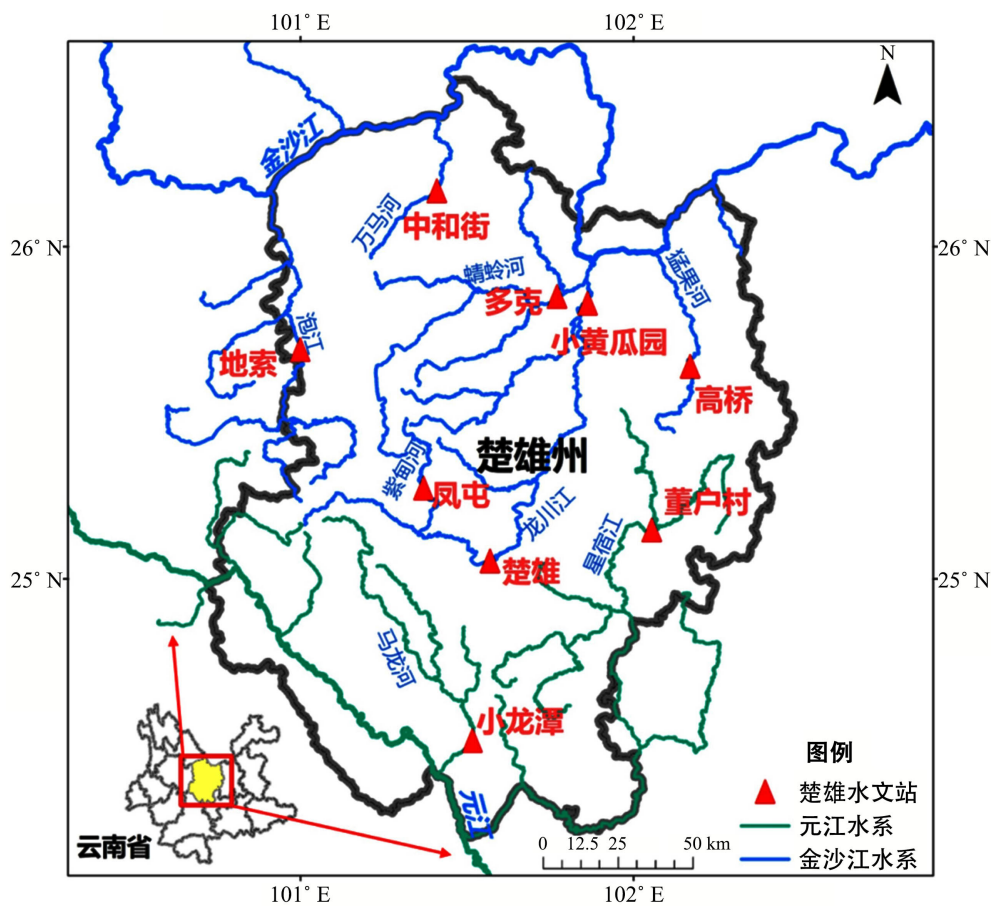 101° E
102° E
N
金沙江
万马河
中和街
26° N
26° N
蜻蛉河
猛果河
多克
小黄瓜园
泡江
地索
高桥
楚雄州
紫甸河
凤屯
董户村
龙川江
星宿江
楚雄
25° N
25° N
马龙河
小龙潭
元江
云南省
图例
楚雄水文站
元江水系
金沙江水系
0 12.5 25 50 km
101° E
102° E